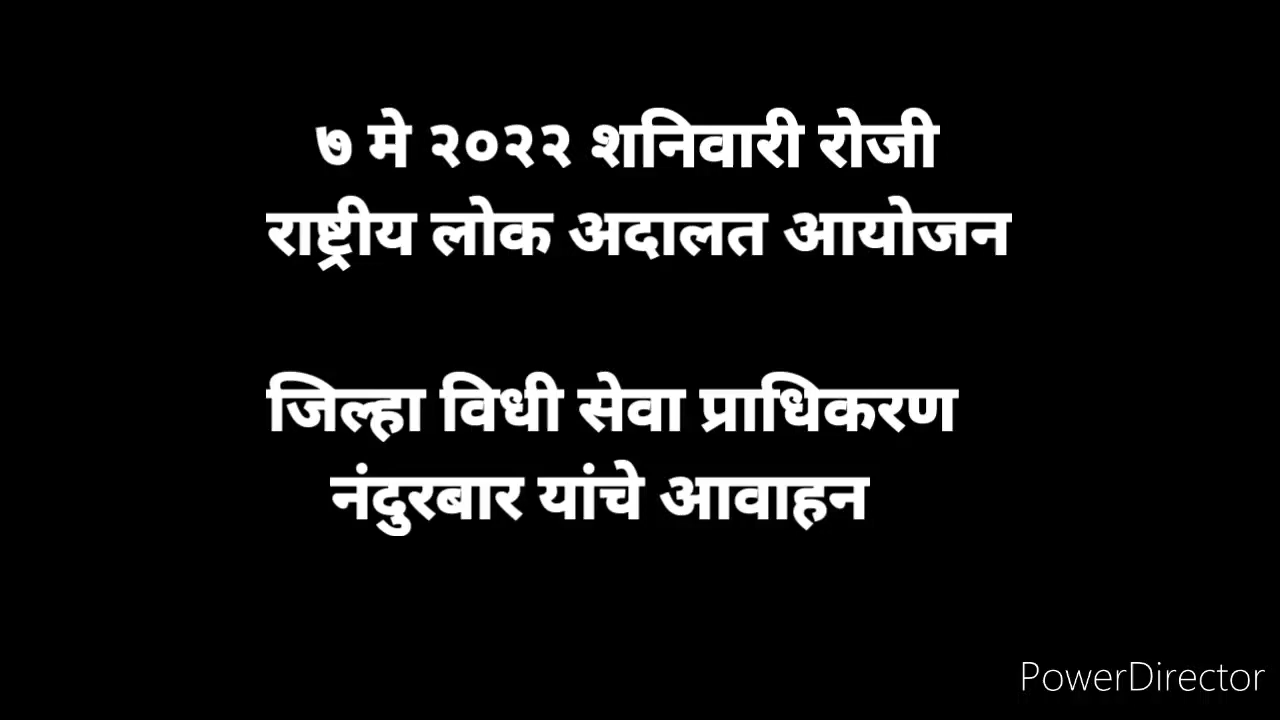 ७ मे २०२२ शनिवारी रोजी
राष्ट्रीय लोक अदालत आयोजन
जिल्हा विधी सेवा प्राधिकरण
नंदुरबार यांचे आवाहन
PowerDirector